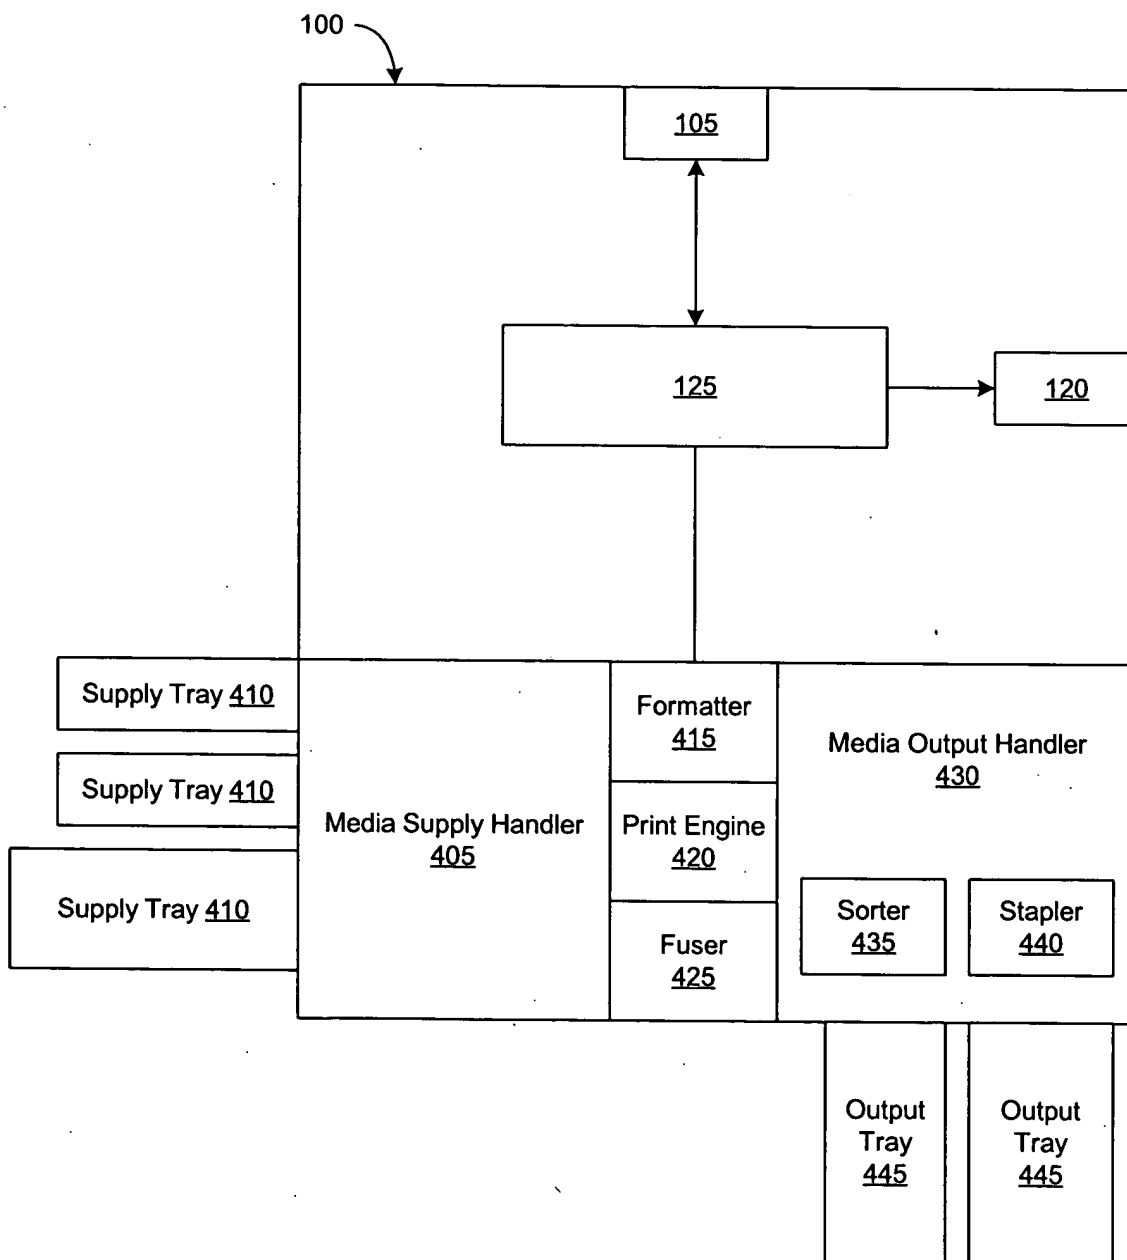 100
105
125
120
Supply Tray 410
Supply Tray 410
Supply Tray 410
Media Supply Handler
405
Formatter
415
Print Engine
420
Fuser
425
Media Output Handler
430
Sorter
435
Stapler
440
Output
Tray
445
Output
Tray
445